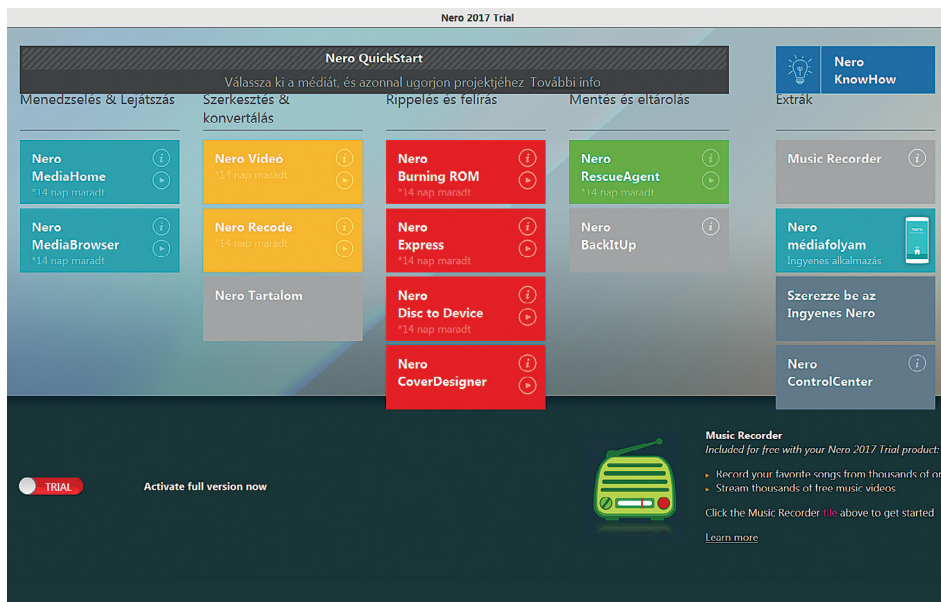 Nero 2017 Trial
Nero QuickStart
Válassza ki a médiát, és azonnal ugorjon projektjéhez További info
Nero
KnowHow
Menedzselés & Lejátszás
Szerkesztés &
konvertálás
Rippelés és felírás
Mentés és eltárolás
Extrák
Nero
MediaHome
*14 nap maradt
Nero
MediaBrowser
*14 nap maradt
Nero Videó
*14 nap maradt
Nero Recode
*14 nap maradt
Nero Tartalom
Nero
Burning ROM
*14 nap maradt
Nero
Express
*14 nap maradt
Nero
Disc to Device
*14 nap maradt
Nero
CoverDesigner
Nero
RescueAgent
*14 nap maradt
Nero
BackItUp
Music Recorder
Nero
médiafolyam
Ingyenes alkalmazás
nero
Szerezze be az
Ingyenes Nero
Nero
ControlCenter
TRIAL
Activate full version now
Music Recorder
Included for free with your Nero 2017 Trial product:
Record your favorite songs from thousands of
Stream thousands of free music videos
Click the Music Recorder tile above to get started
Learn more